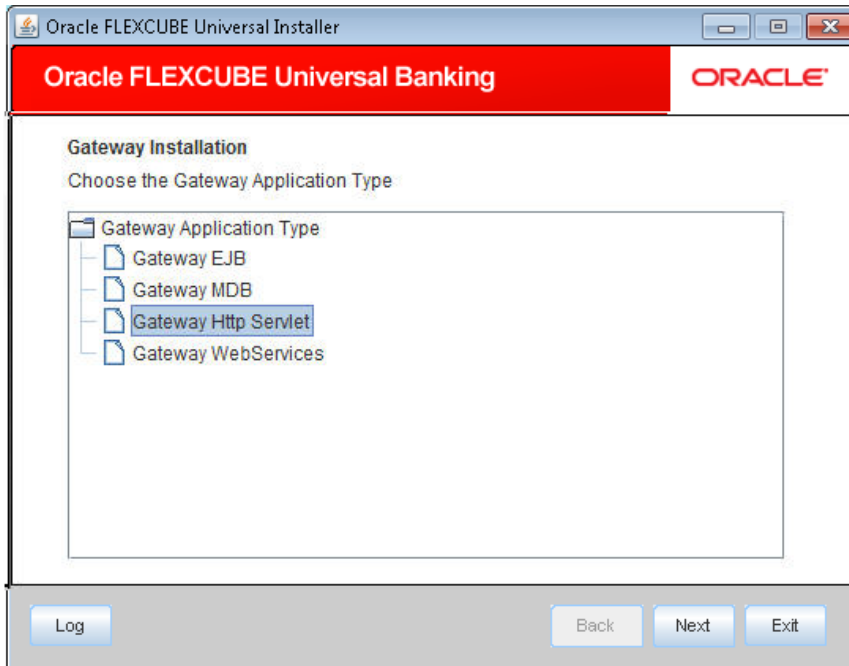 Oracle FLEXCUBE Universal Installer
Oracle FLEXCUBE Universal Banking
ORACLE
Gateway Installation
Choose the Gateway Application Type
Gateway Application Type
Gateway EJB
Gateway MDB
Gateway Http Servlet
Gateway WebServices
Log Back Next Exit